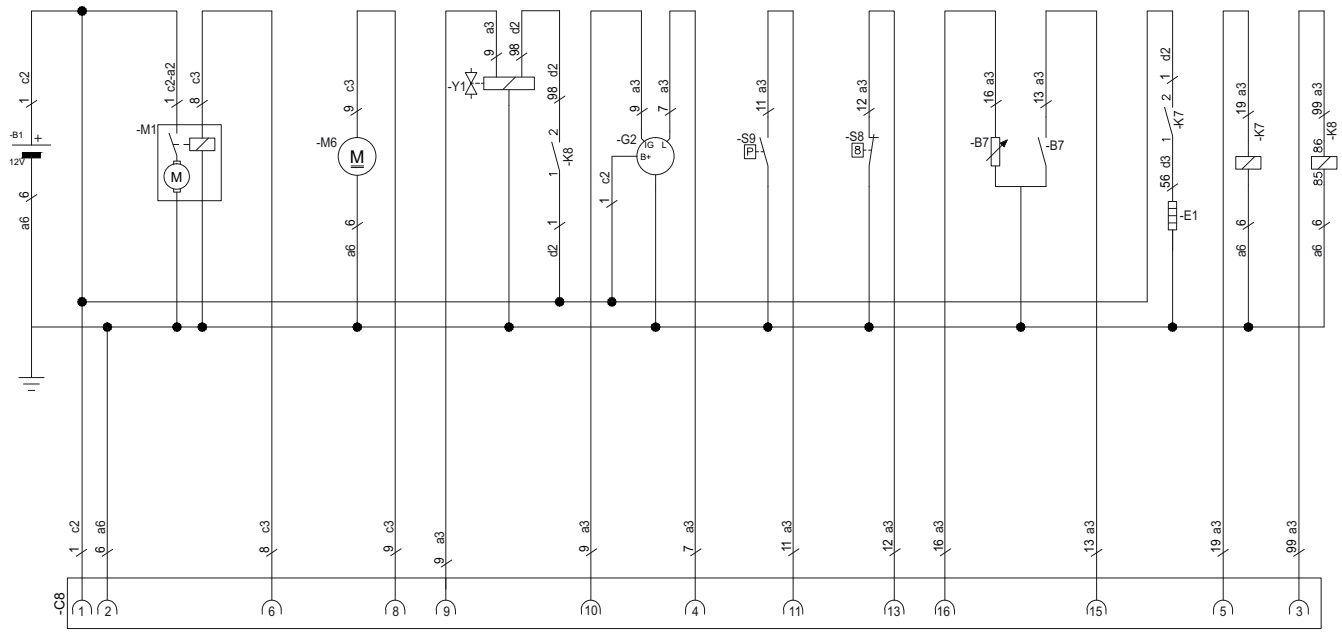 1 c2
-B1
+
12V
6
a6
1 c2-a2
8 c3
-M1
M
9 c3
-M6
M
6
a6
9 a3
98 d2
-Y1
98 d2
2
-K8
1
1
d2
9 a3
7 a3
-G2
IG L
B+
1 c2
11 a3
-S9
P
12 a3
-S8
8
16 a3
13 a3
-B7
-B7
1 d2
2
-K7
1
56 d3
-E1
19 a3
-K7
6
a6
99 a3
86
-K8
85
6
a6
1 c2
6 a6
8 c3
9 c3
9 a3
9 a3
7 a3
11 a3
12 a3
16 a3
13 a3
19 a3
99 a3
-C8
1 2 6 8 9 10 4 11 13 16 15 5 3